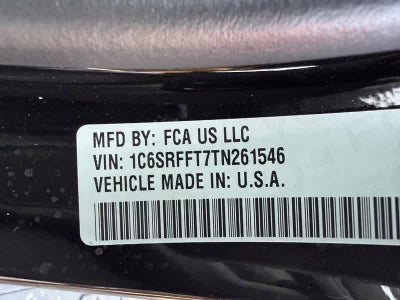 MFD BY: FCA US LLC
VIN: 1C6SRFFT7TN261546
VEHICLE MADE IN: U.S.A.